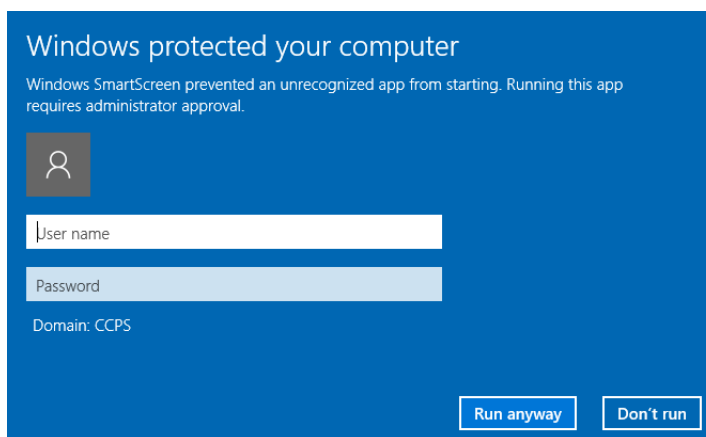 Windows protected your computer
Windows SmartScreen prevented an unrecognized app from starting. Running this app
requires administrator approval.
User name
Password
Domain: CCPS
Run anyway
Don't run